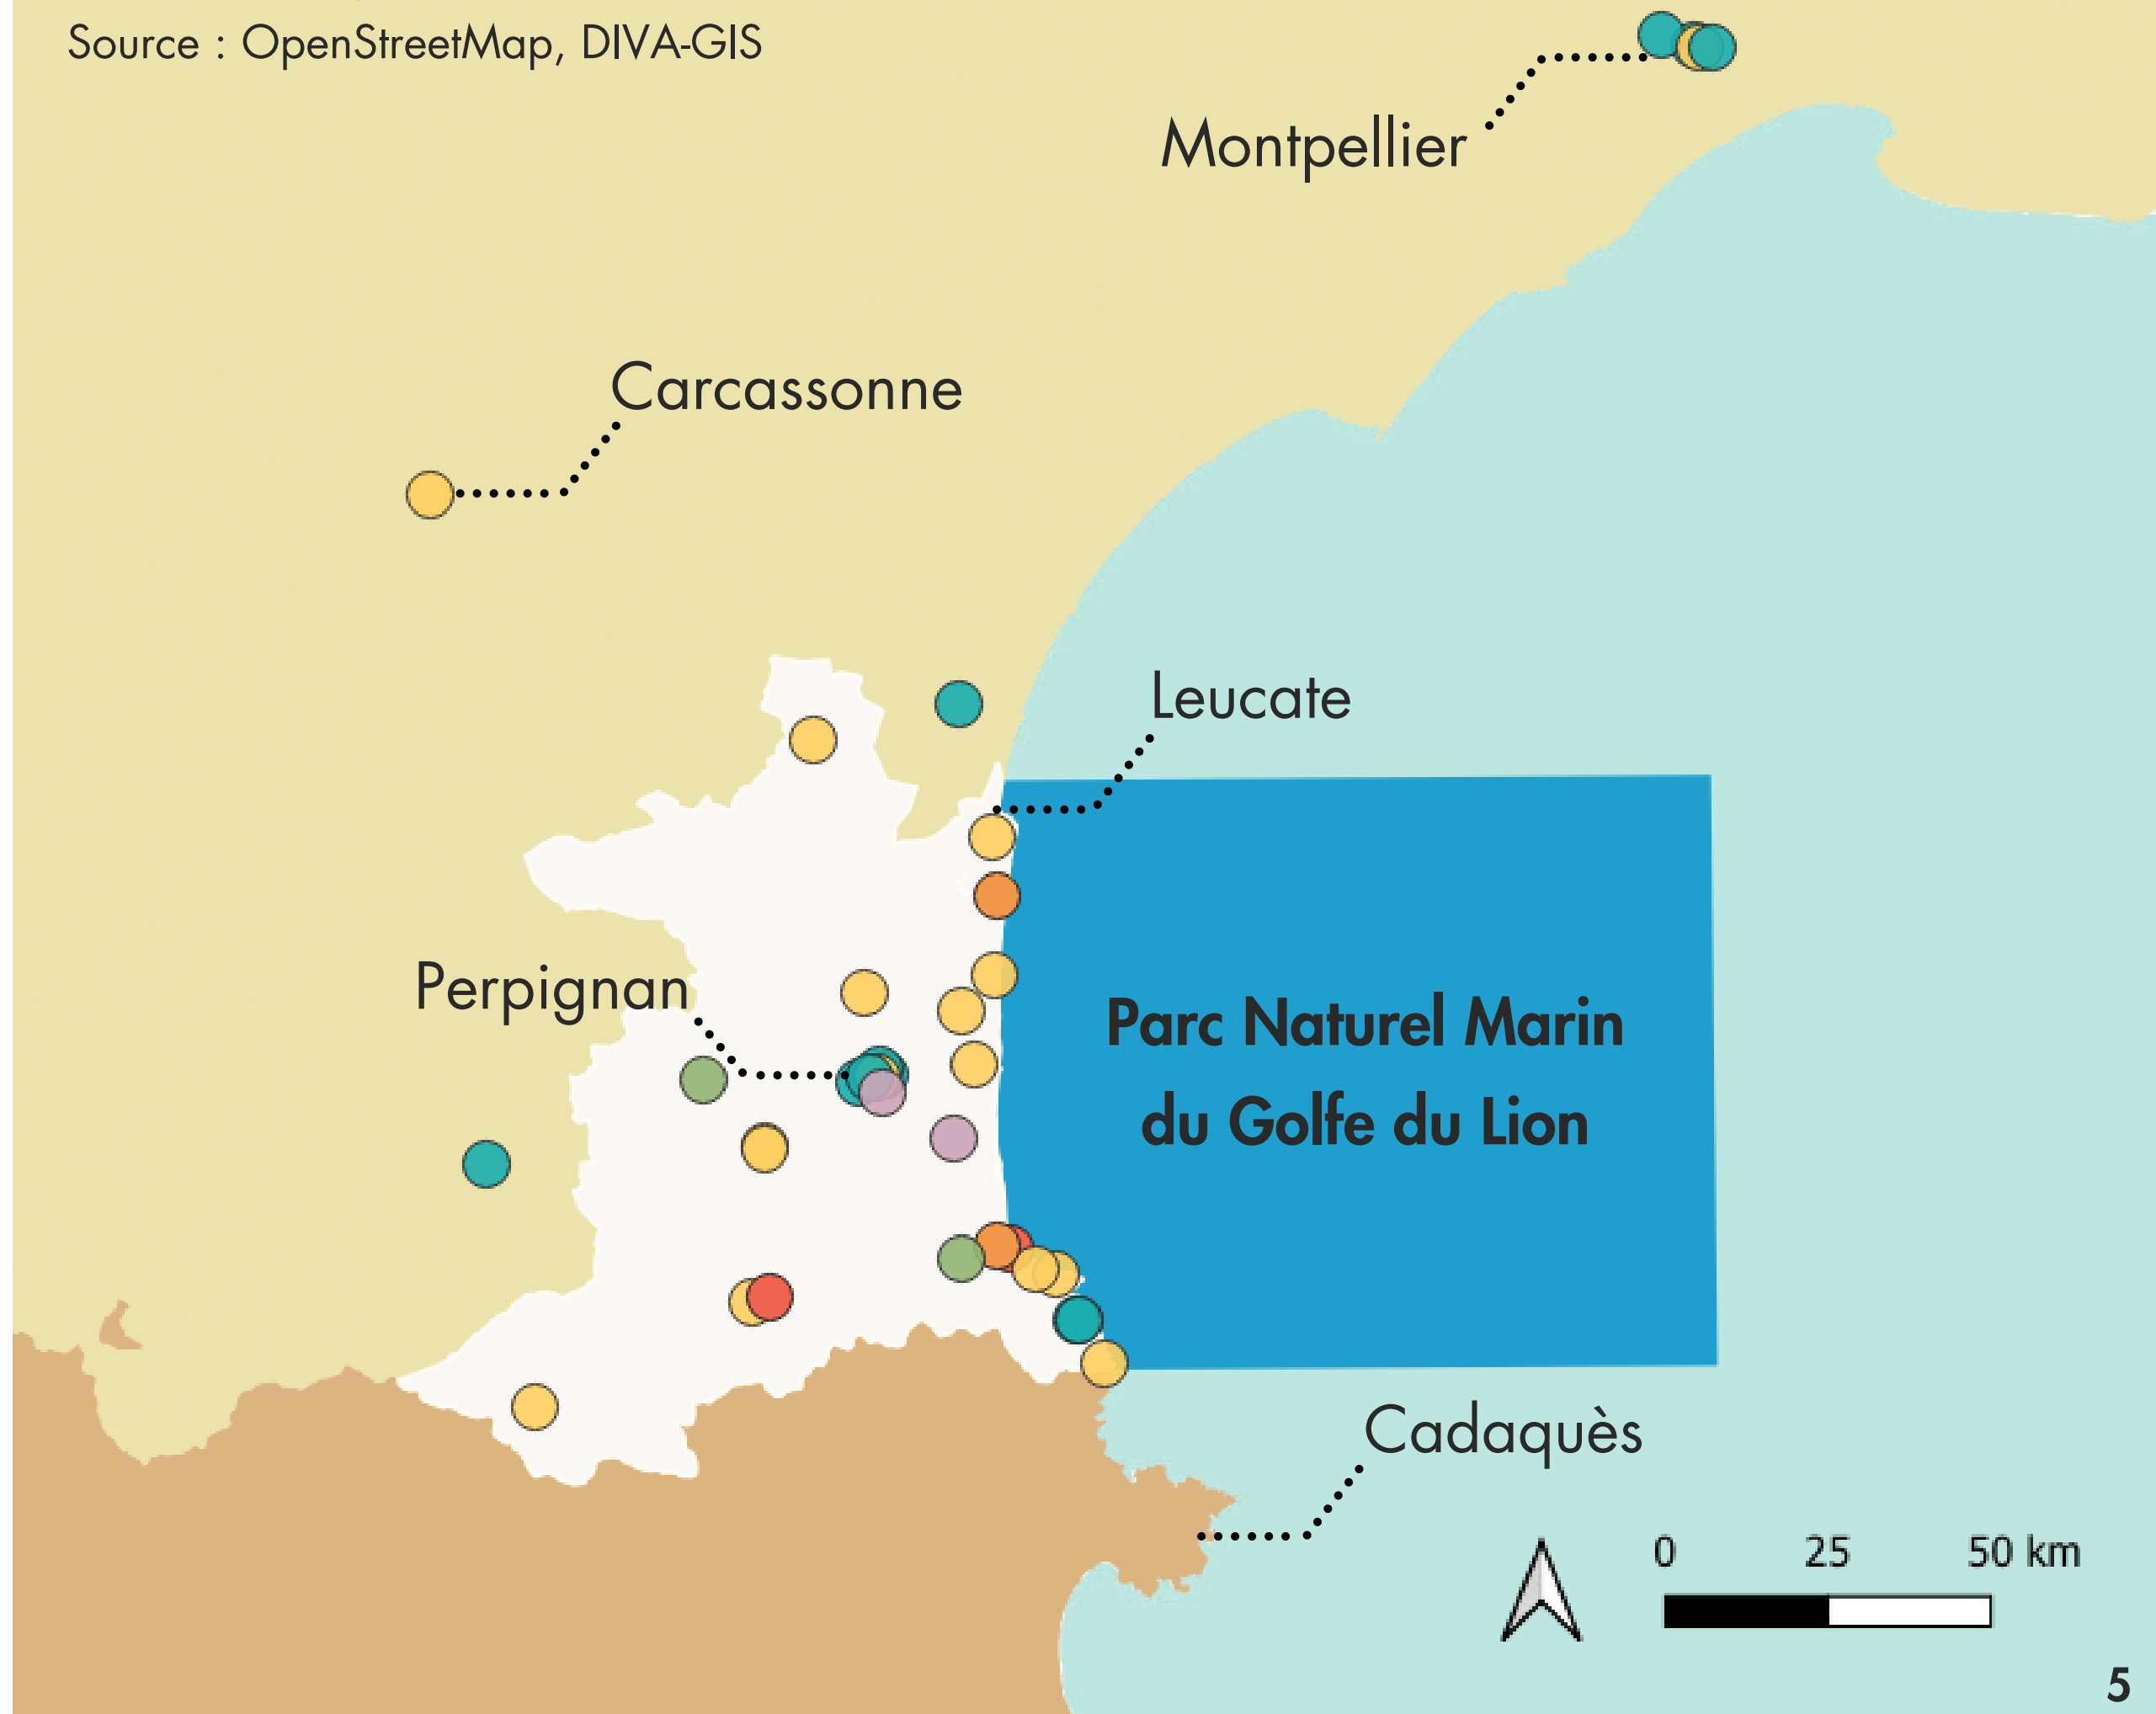 Source : OpenStreetMap, DIVA-GIS
Montpellier
Carcassonne
Leucate
Perpignan
Parc Naturel Marin
du Golfe du Lion
Cadaquès
0 25 50 km
5